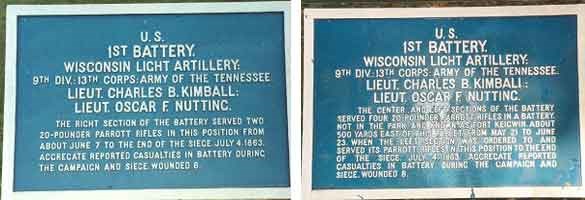 U.S.
1ST BATTERY.
WISCONSIN LIGHT ARTILLERY:
9TH DIV.: 13TH CORPS: ARMY OF THE TENNESSEE
LIEUT. CHARLES B. KIMBALL:
LIEUT. OSCAR F. NUTTING.
THE RIGHT SECTION OF THE BATTERY SERVED TWO
20-POUNDER PARROTT RIFLES IN THIS POSITION FROM
ABOUT JUNE 7 TO THE END OF THE SIEGE JULY 4, 1863.
AGGREGATE REPORTED CASUALTIES IN BATTERY DURING
THE CAMPAIGN AND SIEGE, WOUNDED 8.
U.S.
1ST BATTERY,
WISCONSIN LIGHT ARTILLERY:
9TH DIV.: 13TH CORPS: ARMY OF THE TENNESSEE.
LIEUT. CHARLES B. KIMBALL:
LIEUT. OSCAR F. NUTTING.
THE CENTER AND LEFT SECTIONS OF THE BATTERY
SERVED FOUR 20-POUNDER PARROTT RIFLES IN A BATTERY,
NOT IN THE PARK AND
500 YARDS EAST OF FROM MAY 21 TO JUNE
23, WHEN THE LEFT SECTION WAS ORDERED TO AND
SERVED ITS PARROTT RIFLES IN THIS POSITION TO THE END
OF THE SIEGE, JULY 4, 1863. AGGREGATE REPORTED
CASUALTIES IN BATTERY DURING THE CAMPAIGN AND
SIEGE, WOUNDED 8.